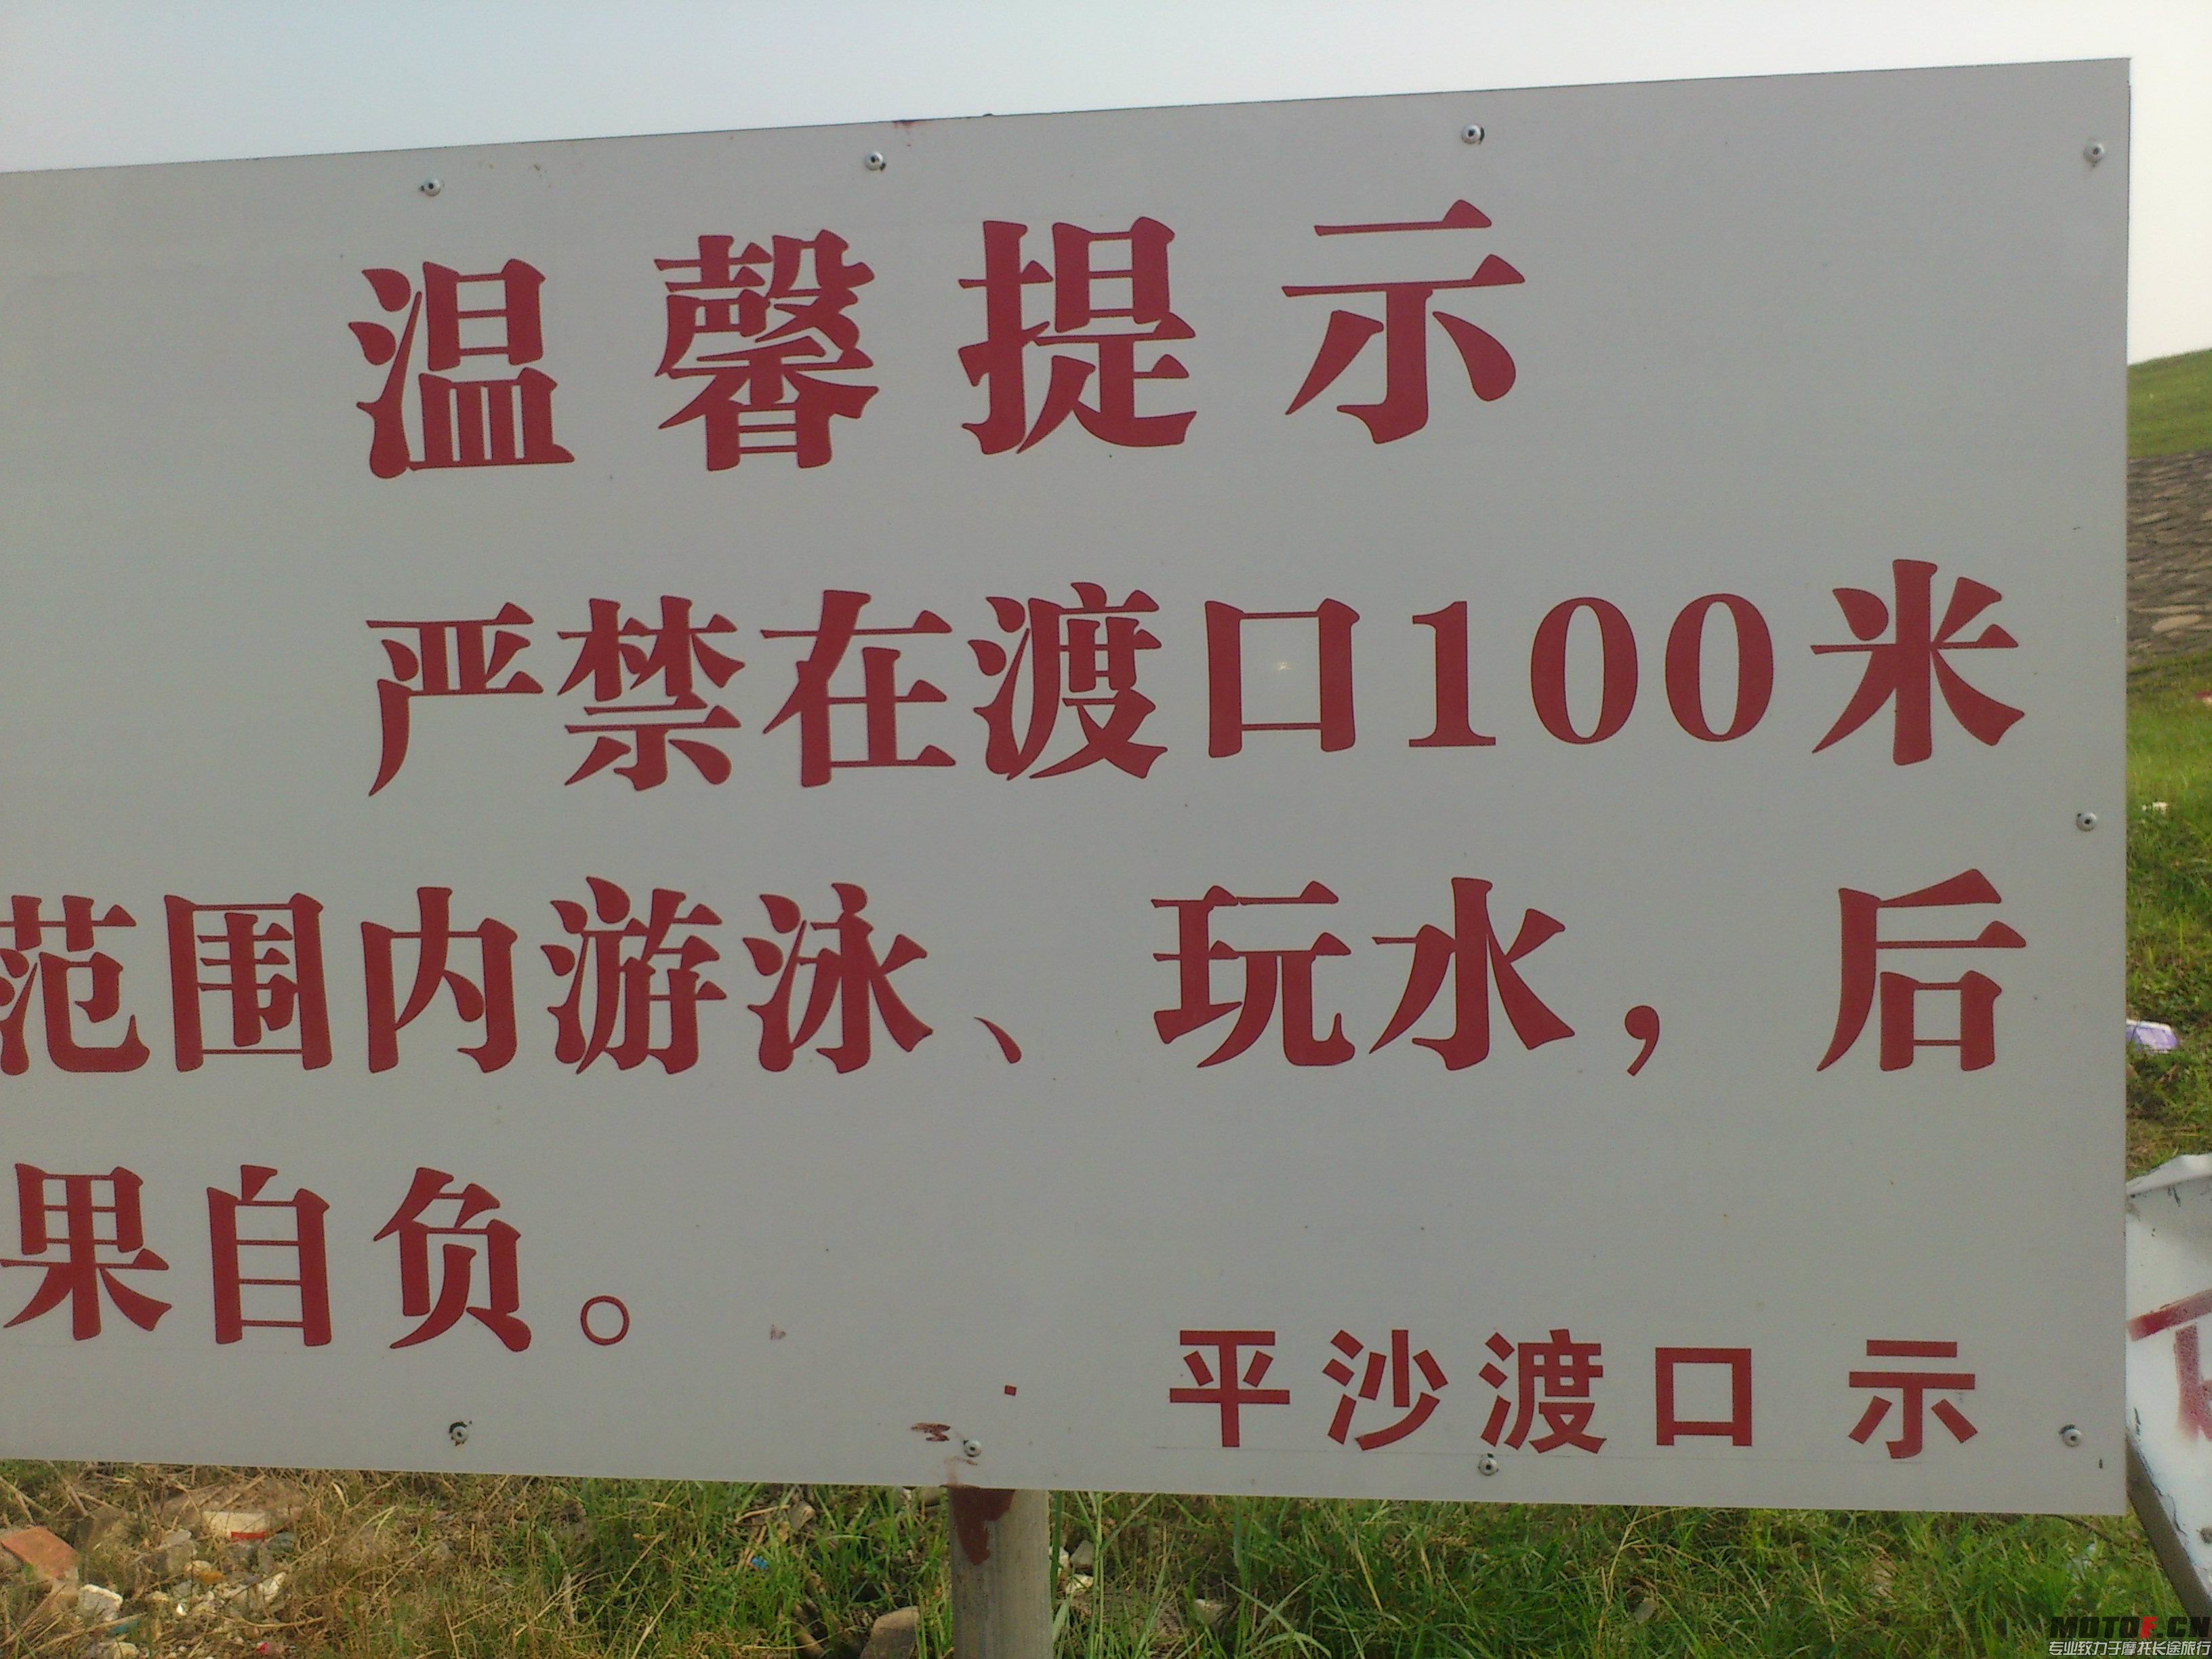 温馨提示
严禁在渡口100米
范围内游泳、玩水，后
果自负。
平沙渡口 示
MOTOF.CN
专业致力于摩托长途旅行